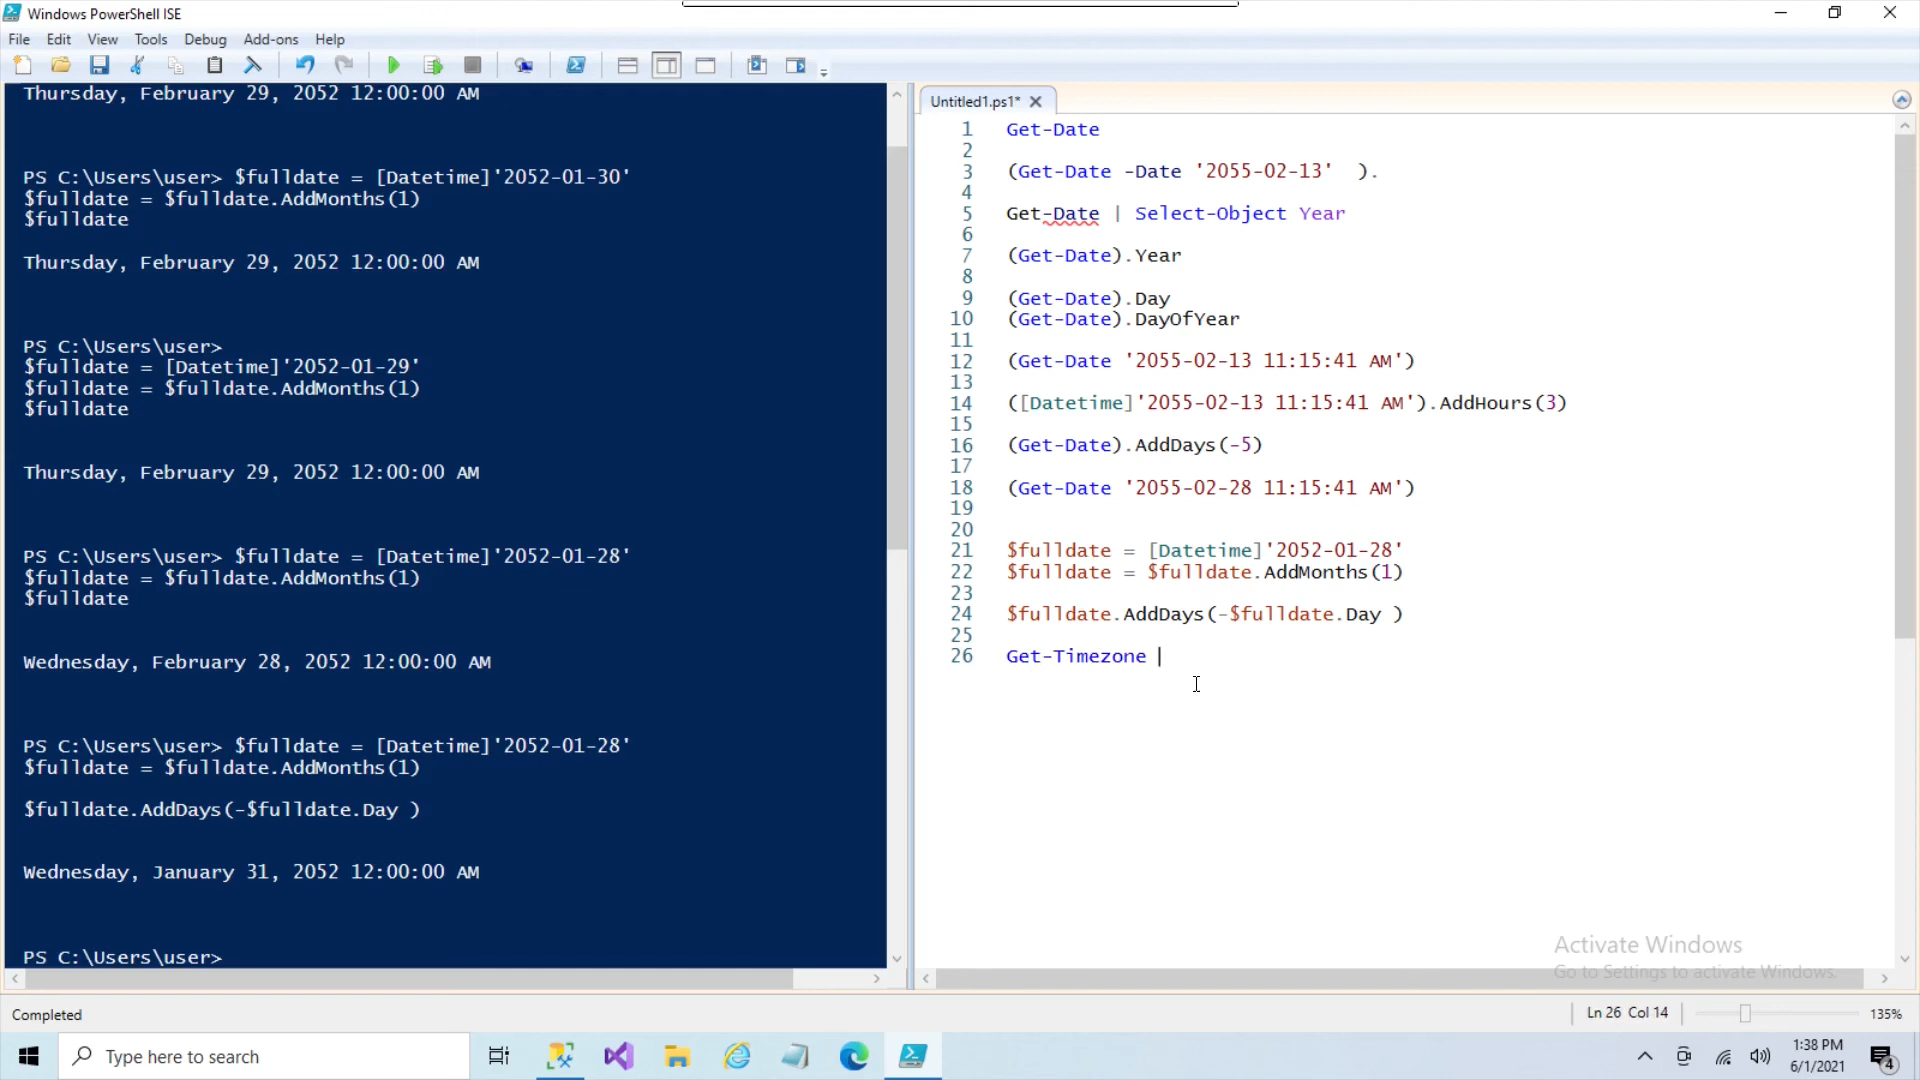 Windows PowerShell ISE
File Edit View Tools Debug Add-ons Help
Thursday, February 29, 2052 12:00:00 AM
PS C:\Users\user> $fulldate = [Datetime]'2052-01-30'
$fulldate = $fulldate.AddMonths(1)
$fulldate
Thursday, February 29, 2052 12:00:00 AM
PS C:\Users\user>
$fulldate = [Datetime]'2052-01-29'
$fulldate = $fulldate.AddMonths(1)
$fulldate
Thursday, February 29, 2052 12:00:00 AM
PS C:\Users\user> $fulldate = [Datetime]'2052-01-28'
$fulldate = $fulldate.AddMonths(1)
$fulldate
Wednesday, February 28, 2052 12:00:00 AM
PS C:\Users\user> $fulldate = [Datetime]'2052-01-28'
$fulldate = $fulldate.AddMonths(1)
$fulldate.AddDays(-$fulldate.Day )
Wednesday, January 31, 2052 12:00:00 AM
PS C:\Users\user>
Untitled1.ps1*
1 Get-Date
2
3 (Get-Date -Date '2055-02-13'  ).
4
5 Get-Date | Select-Object Year
6
7 (Get-Date).Year
8
9 (Get-Date).Day
10 (Get-Date).DayOfYear
11
12 (Get-Date '2055-02-13 11:15:41 AM')
13
14 ([Datetime]'2055-02-13 11:15:41 AM').AddHours(3)
15
16 (Get-Date).AddDays(-5)
17
18 (Get-Date '2055-02-28 11:15:41 AM')
19
20
21 $fulldate = [Datetime]'2052-01-28'
22 $fulldate = $fulldate.AddMonths(1)
23
24 $fulldate.AddDays(-$fulldate.Day )
25
26 Get-Timezone
Activate Windows
Go to Settings to activate Windows.
Completed
Ln 26 Col 14
135%
Type here to search
1:38 PM
6/1/2021
4